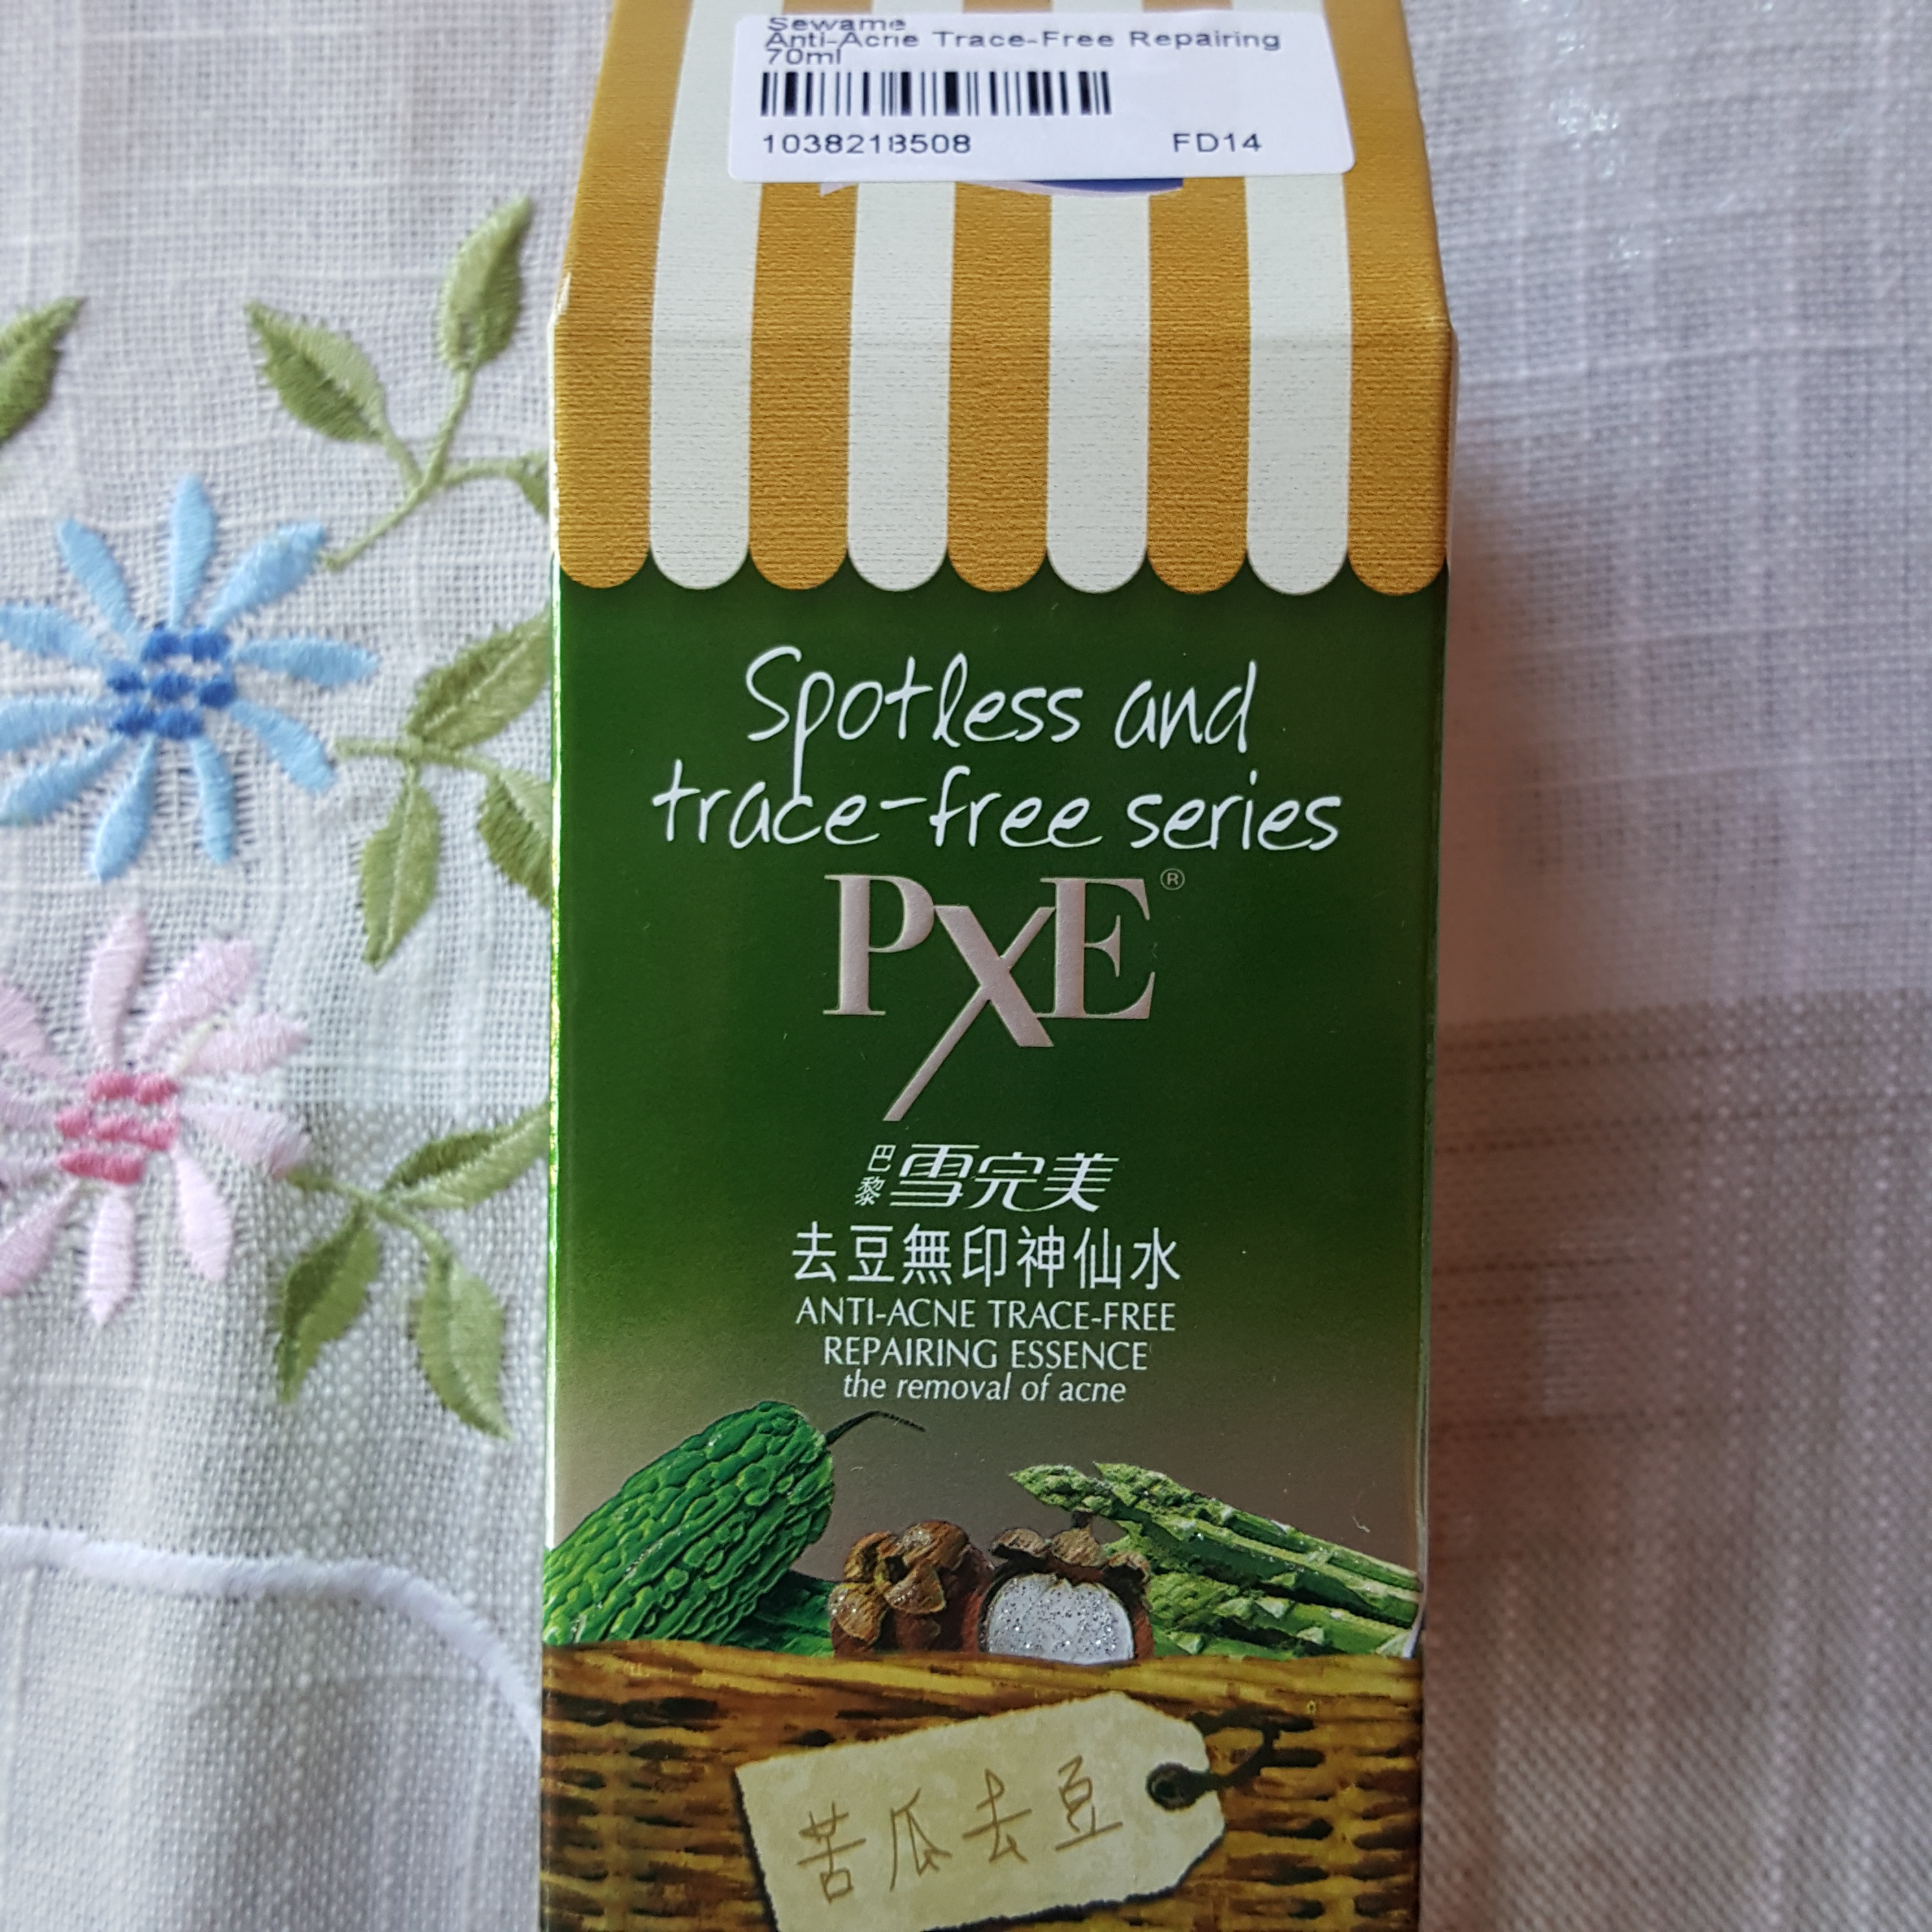 Sewame
Anti-Acne Trace-Free Repairing
70ml
1038218508 FD14
Spotless and
trace-free series
PXE®
巴黎 雪完美
去豆無印神仙水
ANTI-ACNE TRACE-FREE
REPAIRING ESSENCE
the removal of acne
苦瓜去豆